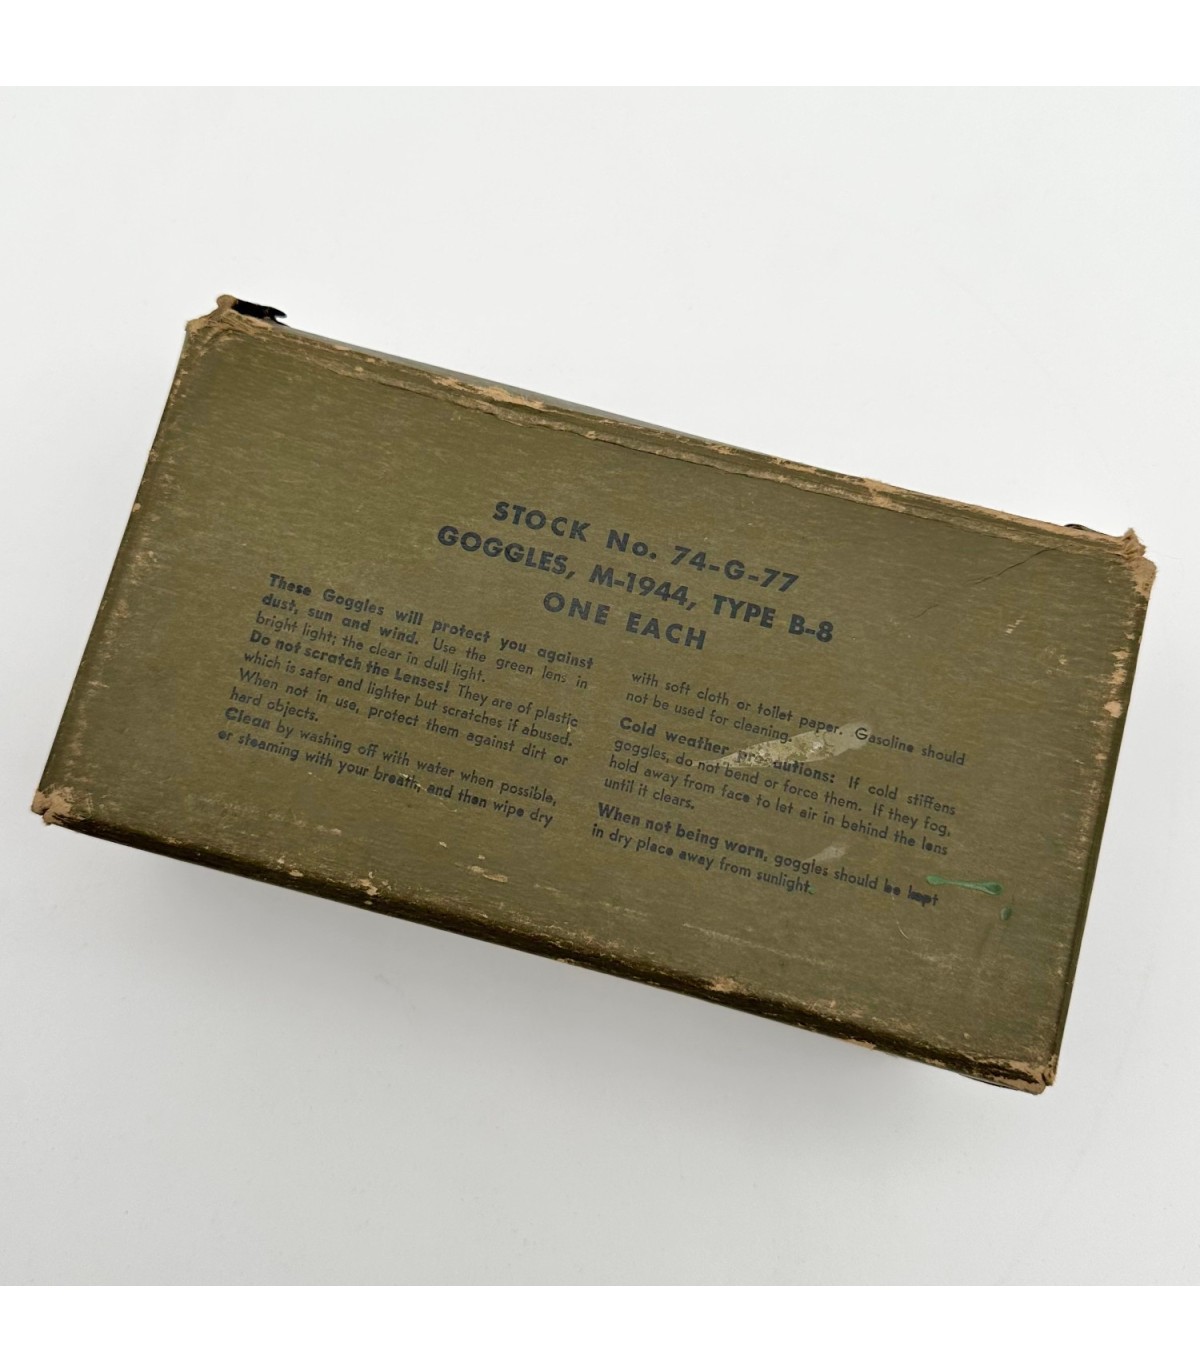 STOCK No. 74-G-77
GOGGLES, M-1944, TYPE B-8
ONE EACH
These Goggles will protect you against
dust, sun and wind. Use the green lens in
bright light; the clear in dull light.
Do not scratch the Lenses! They are of plastic
which is safer and lighter but scratches if abused.
When not in use, protect them against dirt or
hard objects.
Clean by washing off with water when possible,
or steaming with your breath, and then wipe dry
with soft cloth or toilet paper. Gasoline should
not be used for cleaning.
Cold weather precautions: If cold stiffens
goggles, do not bend or force them. If they fog,
hold away from face to let air in behind the lens
until it clears.
When not being worn, goggles should be kept
in dry place away from sunlight.